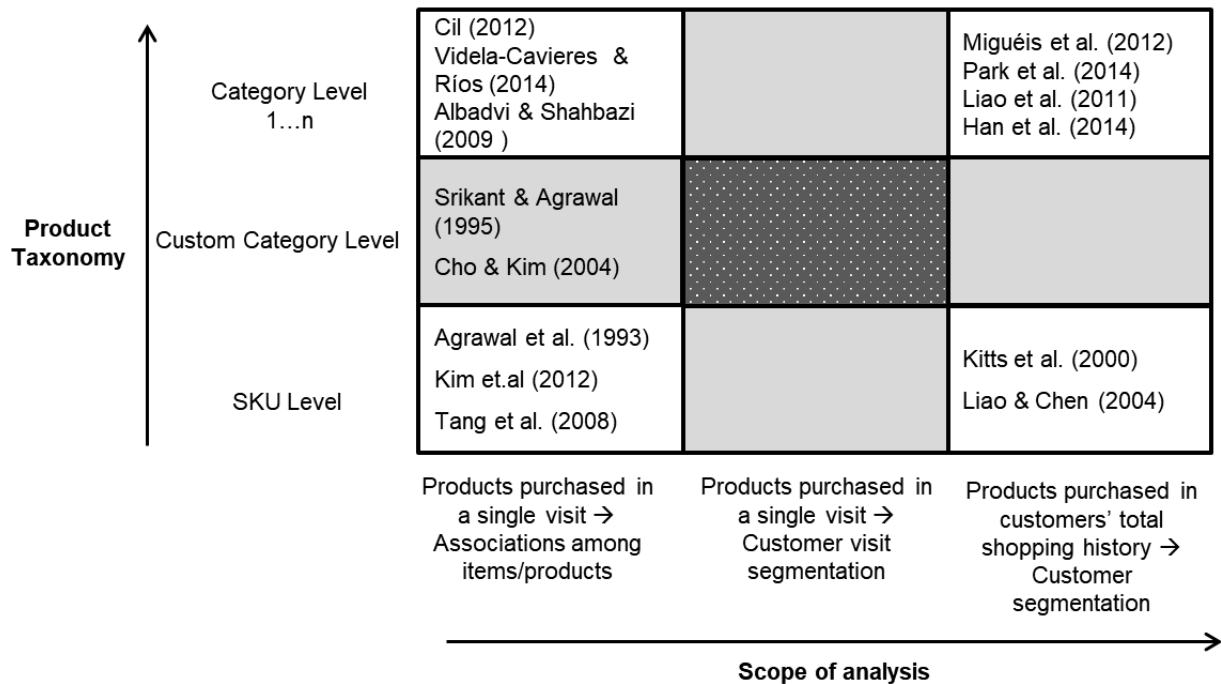 Cil (2012)
Videla-Cavieres &
Ríos (2014)
Albadvi & Shahbazi
(2009 )
Miguéis et al. (2012)
Park et al. (2014)
Liao et al. (2011)
Han et al. (2014)
Category Level
1…n
Product
Taxonomy
Custom Category Level
Srikant & Agrawal
(1995)
Cho & Kim (2004)
SKU Level
Agrawal et al. (1993)
Kim et.al (2012)
Tang et al. (2008)
Kitts et al. (2000)
Liao & Chen (2004)
Products purchased in
a single visit →
Associations among
items/products
Products purchased in
a single visit →
Customer visit
segmentation
Products purchased in
customers’ total
shopping history →
Customer
segmentation
Scope of analysis